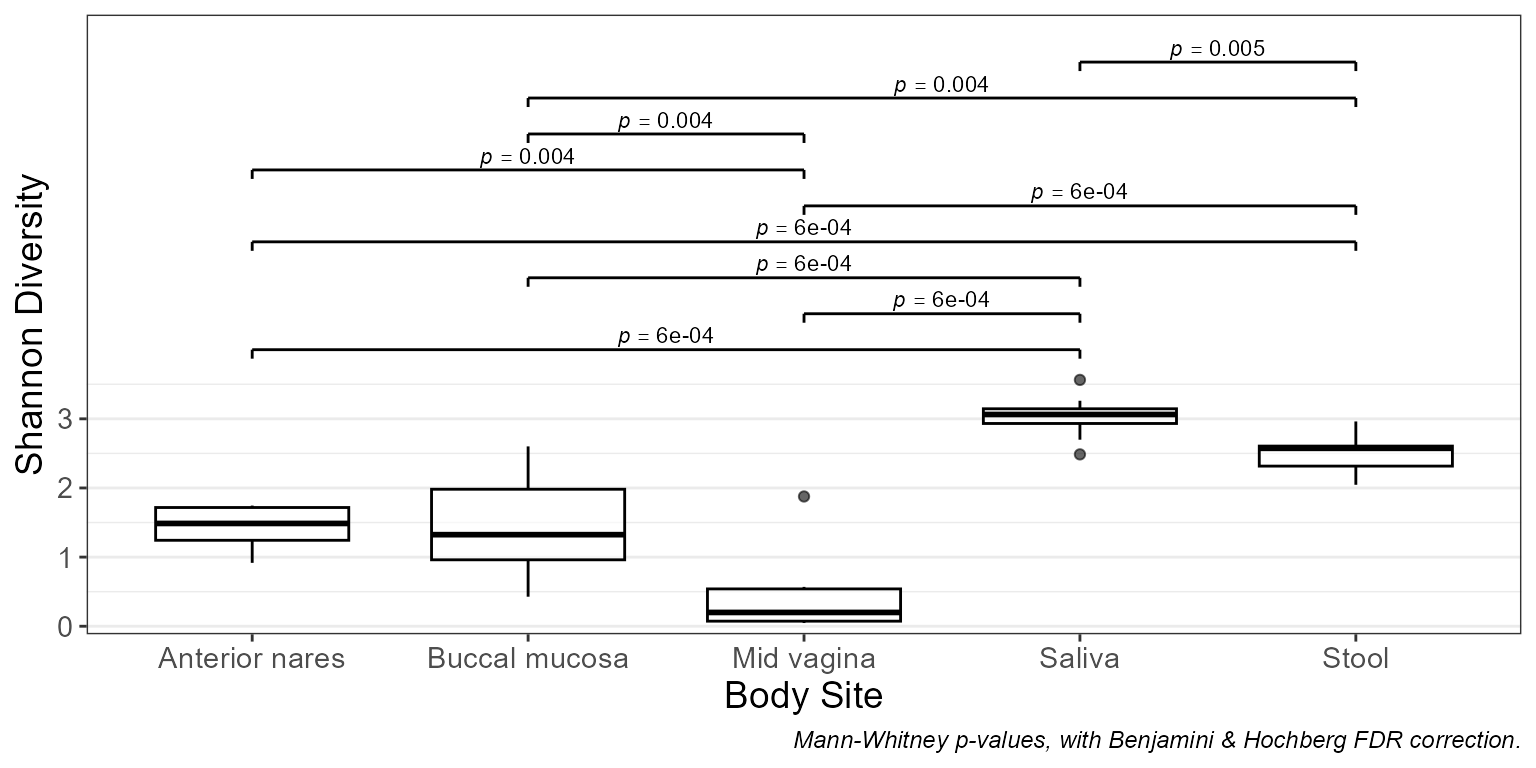 p = 0.005
p = 0.004
p = 0.004
p = 0.004
p = 6e-04
p = 6e-04
p = 6e-04
p = 6e-04
p = 6e-04
Shannon Diversity
3
2
1
0
Anterior nares Buccal mucosa Mid vagina Saliva Stool
Body Site
Mann-Whitney p-values, with Benjamini & Hochberg FDR correction.